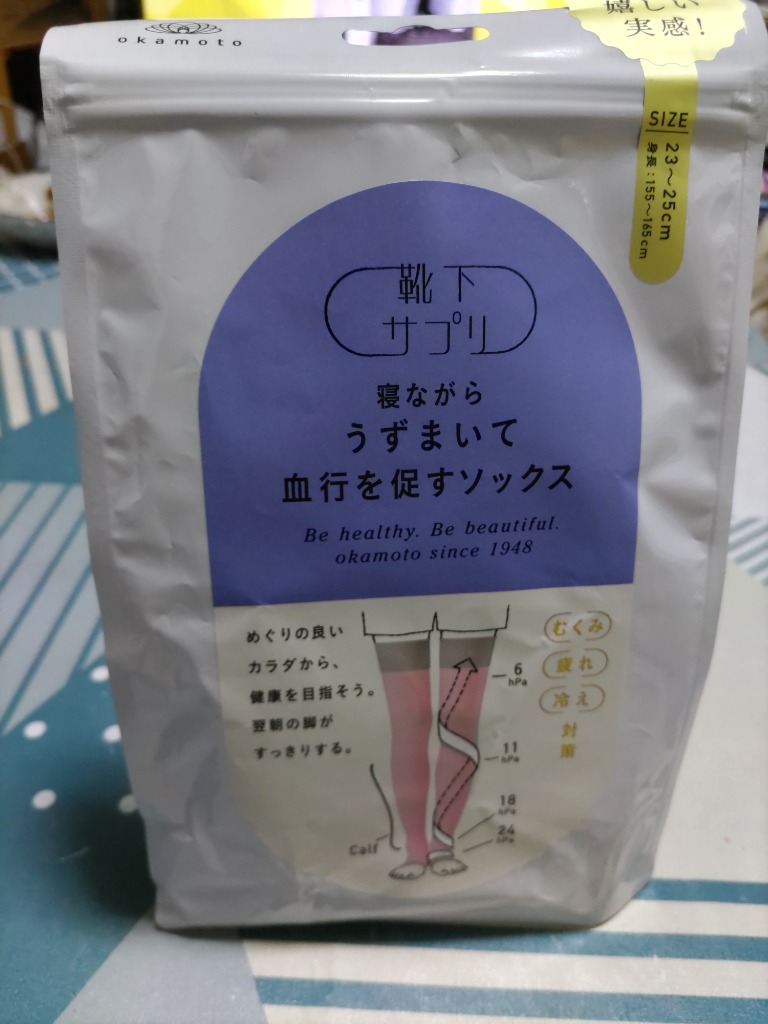 okamoto
嬉しい
実感!
SIZE
23〜25cm
身長:155〜165cm
靴下
サプリ
寝ながら
うずまいて
血行を促すソックス
Be healthy. Be beautiful.
okamoto since 1948
めぐりの良い
カラダから、
健康を目指そう。
翌朝の脚が
すっきりする。
むくみ
疲れ
冷え
対策
6
hPa
11
hPa
18
hPa
24
hPa
Calf